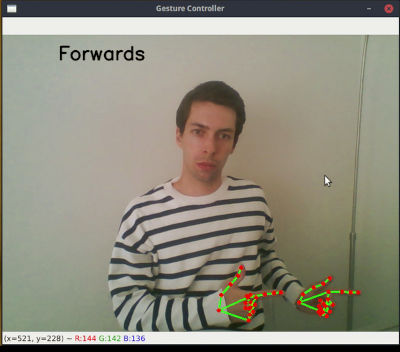 Gesture Controller
Forwards
(x=521, y=228) ~ R:144 G:142 B:136